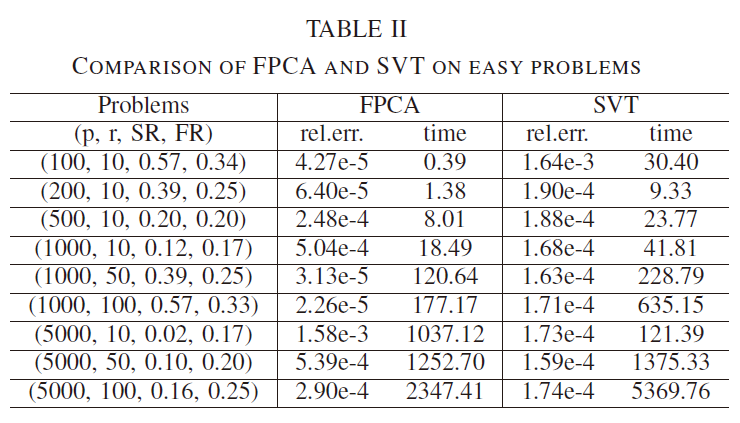 TABLE II
COMPARISON OF FPCA AND SVT ON EASY PROBLEMS
Problems FPCA SVT
(p, r, SR, FR) rel.err. time rel.err. time
(100, 10, 0.57, 0.34) 4.27e-5 0.39 1.64e-3 30.40
(200, 10, 0.39, 0.25) 6.40e-5 1.38 1.90e-4 9.33
(500, 10, 0.20, 0.20) 2.48e-4 8.01 1.88e-4 23.77
(1000, 10, 0.12, 0.17) 5.04e-4 18.49 1.68e-4 41.81
(1000, 50, 0.39, 0.25) 3.13e-5 120.64 1.63e-4 228.79
(1000, 100, 0.57, 0.33) 2.26e-5 177.17 1.71e-4 635.15
(5000, 10, 0.02, 0.17) 1.58e-3 1037.12 1.73e-4 121.39
(5000, 50, 0.10, 0.20) 5.39e-4 1252.70 1.59e-4 1375.33
(5000, 100, 0.16, 0.25) 2.90e-4 2347.41 1.74e-4 5369.76